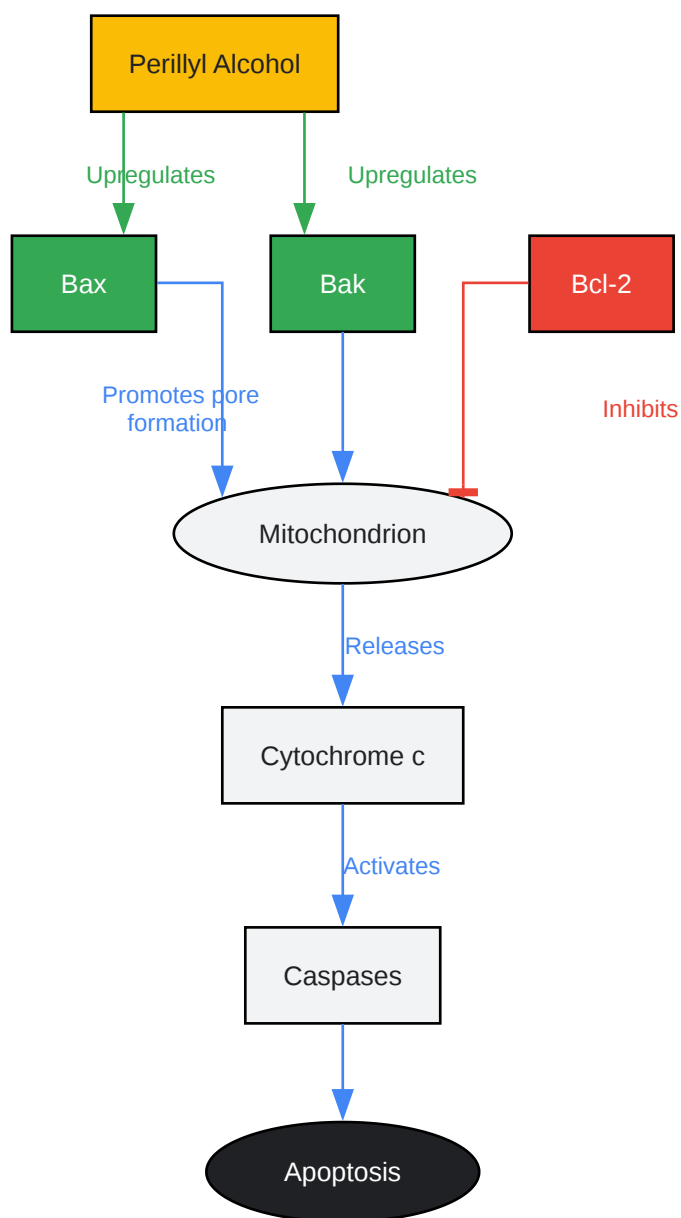 Perillyl Alcohol
Upregulates
Upregulates
Bax
Bak
Bcl-2
Promotes pore
formation
Inhibits
Mitochondrion
Releases
Cytochrome c
Activates
Caspases
Apoptosis